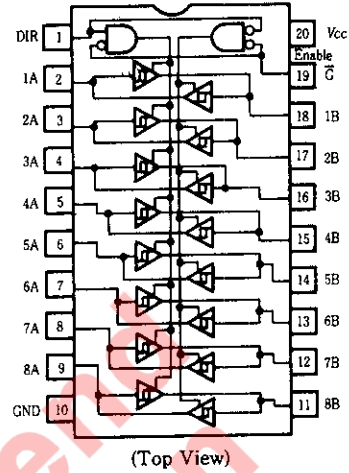 DIR 1
20 Vcc
Enable
1A 2
19 G̅
2A 3
18 1B
3A 4
17 2B
4A 5
16 3B
5A 6
15 4B
6A 7
14 5B
7A 8
13 6B
8A 9
12 7B
GND 10
11 8B
(Top View)